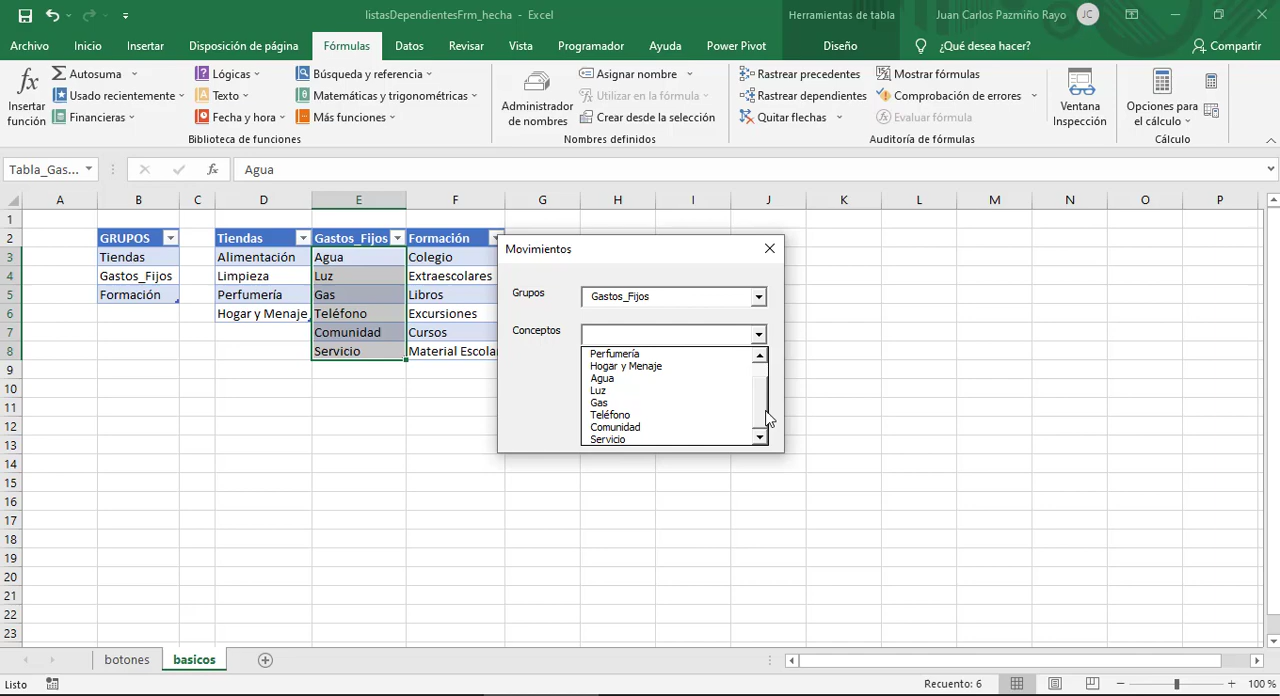 listasDependientesFrm_hecha - Excel
Herramientas de tabla
Juan Carlos Pazmiño Rayo
JC
Archivo
Inicio
Insertar
Disposición de página
Fórmulas
Datos
Revisar
Vista
Programador
Ayuda
Power Pivot
Diseño
¿Qué desea hacer?
Compartir
Insertar función
Autosuma
Usado recientemente
Financieras
Lógicas
Texto
Fecha y hora
Búsqueda y referencia
Matemáticas y trigonométricas
Más funciones
Biblioteca de funciones
Administrador de nombres
Asignar nombre
Utilizar en la fórmula
Crear desde la selección
Nombres definidos
Rastrear precedentes
Rastrear dependientes
Quitar flechas
Mostrar fórmulas
Comprobación de errores
Evaluar fórmula
Auditoría de fórmulas
Ventana Inspección
Opciones para el cálculo
Cálculo
Tabla_Gas...
fx
Agua
A B C D E F G H I J K L M N O P
1
2 GRUPOS Tiendas Gastos_Fijos Formación
3 Tiendas Alimentación Agua Colegio
4 Gastos_Fijos Limpieza Luz Extraescolares
5 Formación Perfumería Gas Libros
6 Hogar y Menaje Teléfono Excursiones
7 Comunidad Cursos
8 Servicio Material Escola
9
10
11
12
13
14
15
16
17
18
19
20
21
22
23
Movimientos
Grupos Gastos_Fijos
Conceptos
Perfumería
Hogar y Menaje
Agua
Luz
Gas
Teléfono
Comunidad
Servicio
botones
basicos
Listo
Recuento: 6
100 %